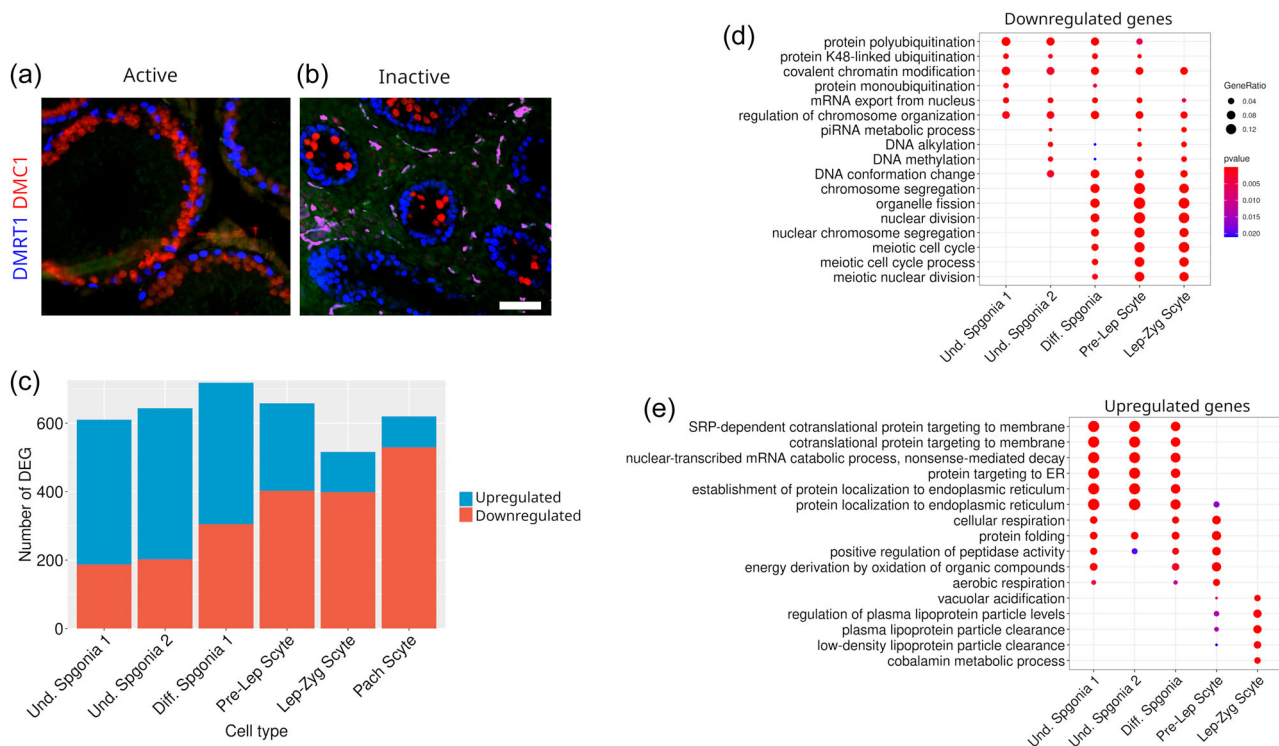 (a)
Active
(b)
Inactive
DMRT1 DMC1
(c)
Number of DEG
600
400
200
0
Und. Spgonia 1
Und. Spgonia 2
Diff. Spgonia 1
Pre-Lep Scyte
Lep-Zyg Scyte
Pach Scyte
Cell type
Upregulated
Downregulated
(d)
Downregulated genes
protein polyubiquitination
protein K48-linked ubiquitination
covalent chromatin modification
protein monoubiquitination
mRNA export from nucleus
regulation of chromosome organization
piRNA metabolic process
DNA alkylation
DNA methylation
DNA conformation change
chromosome segregation
organelle fission
nuclear division
nuclear chromosome segregation
meiotic cell cycle
meiotic cell cycle process
meiotic nuclear division
Und. Spgonia 1
Und. Spgonia 2
Diff. Spgonia
Pre-Lep Scyte
Lep-Zyg Scyte
GeneRatio
0.04
0.08
0.12
pvalue
0.005
0.010
0.015
0.020
(e)
Upregulated genes
SRP-dependent cotranslational protein targeting to membrane
cotranslational protein targeting to membrane
nuclear-transcribed mRNA catabolic process, nonsense-mediated decay
protein targeting to ER
establishment of protein localization to endoplasmic reticulum
protein localization to endoplasmic reticulum
cellular respiration
protein folding
positive regulation of peptidase activity
energy derivation by oxidation of organic compounds
aerobic respiration
vacuolar acidification
regulation of plasma lipoprotein particle levels
plasma lipoprotein particle clearance
low-density lipoprotein particle clearance
cobalamin metabolic process
Und. Spgonia 1
Und. Spgonia 2
Diff. Spgonia
Pre-Lep Scyte
Lep-Zyg Scyte